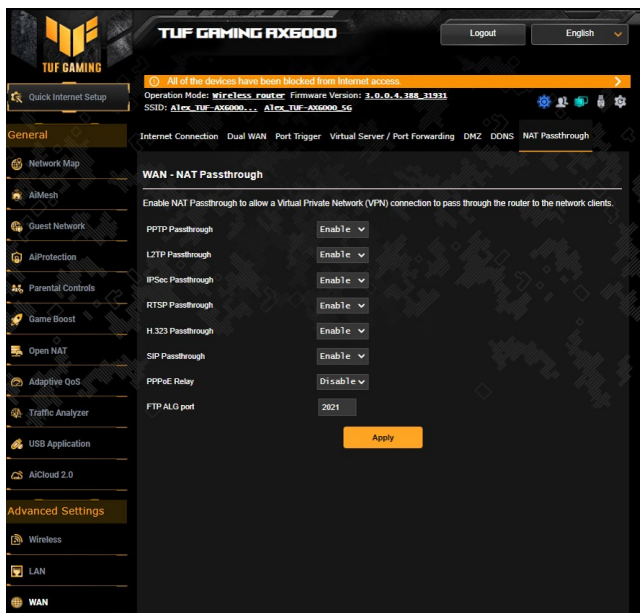 TUF GAMING AX6000
Logout
English
TUF GAMING
All of the devices have been blocked from Internet access.
Quick Internet Setup
Operation Mode: Wireless router Firmware Version: 3.0.0.4.388_31931
SSID: Alex_TUF-AX6000... Alex_TUF-AX6000_5G
General
Internet Connection Dual WAN Port Trigger Virtual Server / Port Forwarding DMZ DDNS NAT Passthrough
Network Map
AiMesh
Guest Network
AiProtection
Parental Controls
Game Boost
Open NAT
Adaptive QoS
Traffic Analyzer
USB Application
AiCloud 2.0
Advanced Settings
Wireless
LAN
WAN
WAN - NAT Passthrough
Enable NAT Passthrough to allow a Virtual Private Network (VPN) connection to pass through the router to the network clients.
PPTP Passthrough Enable
L2TP Passthrough Enable
IPSec Passthrough Enable
RTSP Passthrough Enable
H.323 Passthrough Enable
SIP Passthrough Enable
PPPoE Relay Disable
FTP ALG port 2021
Apply